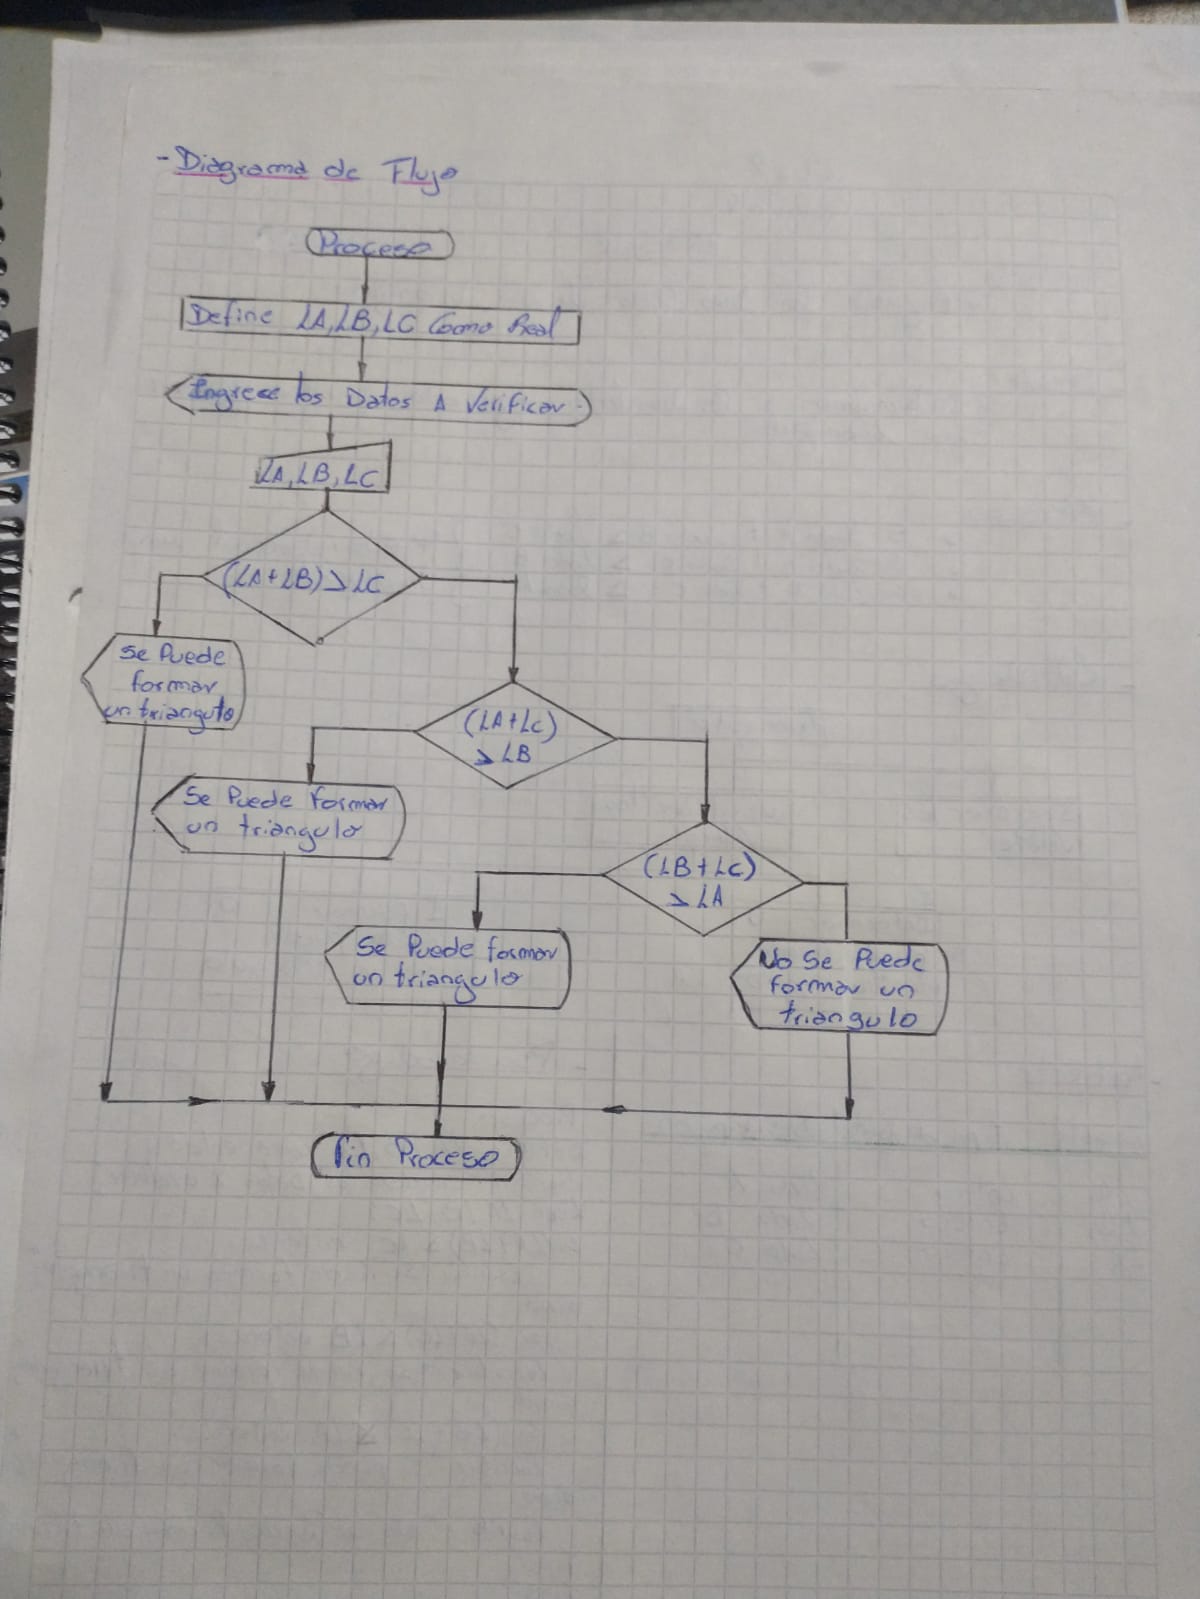 - Diagrama de Flujo
Proceso
Define LA, LB, LC Como Real
Ingrese los Datos A Verificar.
LA, LB, LC
(LA+LB)>LC
Se Puede
formar
un triangulo
(LA+LC)
>LB
Se Puede formar
un triangulo
(LB+LC)
>LA
Se Puede formar
un triangulo
No Se Puede
formar un
triangulo
Fin Proceso